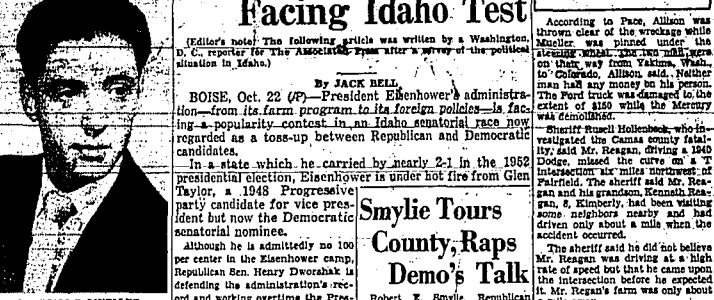 Facing Idaho Test
(Editor's note: The following article was written by a Washington,
D. C., reporter for The Associated Press after a survey of the political
situation in Idaho.)
By JACK BELL
BOISE, Oct. 22 (AP)—President Eisenhower's administra-
tion—from its farm program to its foreign policies—is fac-
ing a popularity contest in an Idaho senatorial race now
regarded as a toss-up between Republican and Democratic
candidates.
In a state which he carried by nearly 2-1 in the 1952
presidential election, Eisenhower is under hot fire from Glen
Taylor, a 1948 Progressive
party candidate for vice pres-
ident but now the Democratic
senatorial nominee.
Although he is admittedly no 100
per cent in the Eisenhower camp,
Republican Sen. Henry Dworshak is
defending the administration's rec-
ord and working overtime the Pres-
Smylie Tours
County, Raps
Demo's Talk
Robert E. Smylie, Republican
According to Pace, Allison was
thrown clear of the wreckage while
Mueller was pinned under the
steering wheel. The two men were
on their way from Yakima, Wash.,
to Colorado, Allison said. Neither
man had any money on his person.
The Ford truck was damaged to the
extent of $150 while the Mercury
was demolished.
Sheriff Rusell Hollenbeck, who in-
vestigated the Camas county fatal-
ity, said Mr. Reagan, driving a 1940
Dodge, missed the curve on a T
intersection six miles northwest of
Fairfield. The sheriff said Mr. Rea-
gan and his grandson, Kenneth Rea-
gan, 8, Kimberly, had been visiting
some neighbors nearby and had
driven only about a mile when the
accident occurred.
The sheriff said he did not believe
Mr. Reagan was driving at a high
rate of speed but that he came upon
the intersection before he expected
it. Mr. Regan's farm was only about